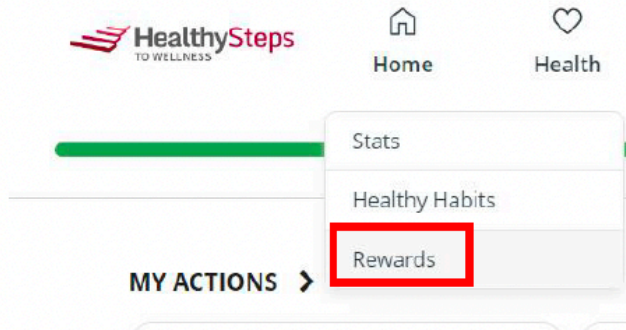 HealthySteps
TO WELLNESS
Home
Health
Stats
Healthy Habits
Rewards
MY ACTIONS